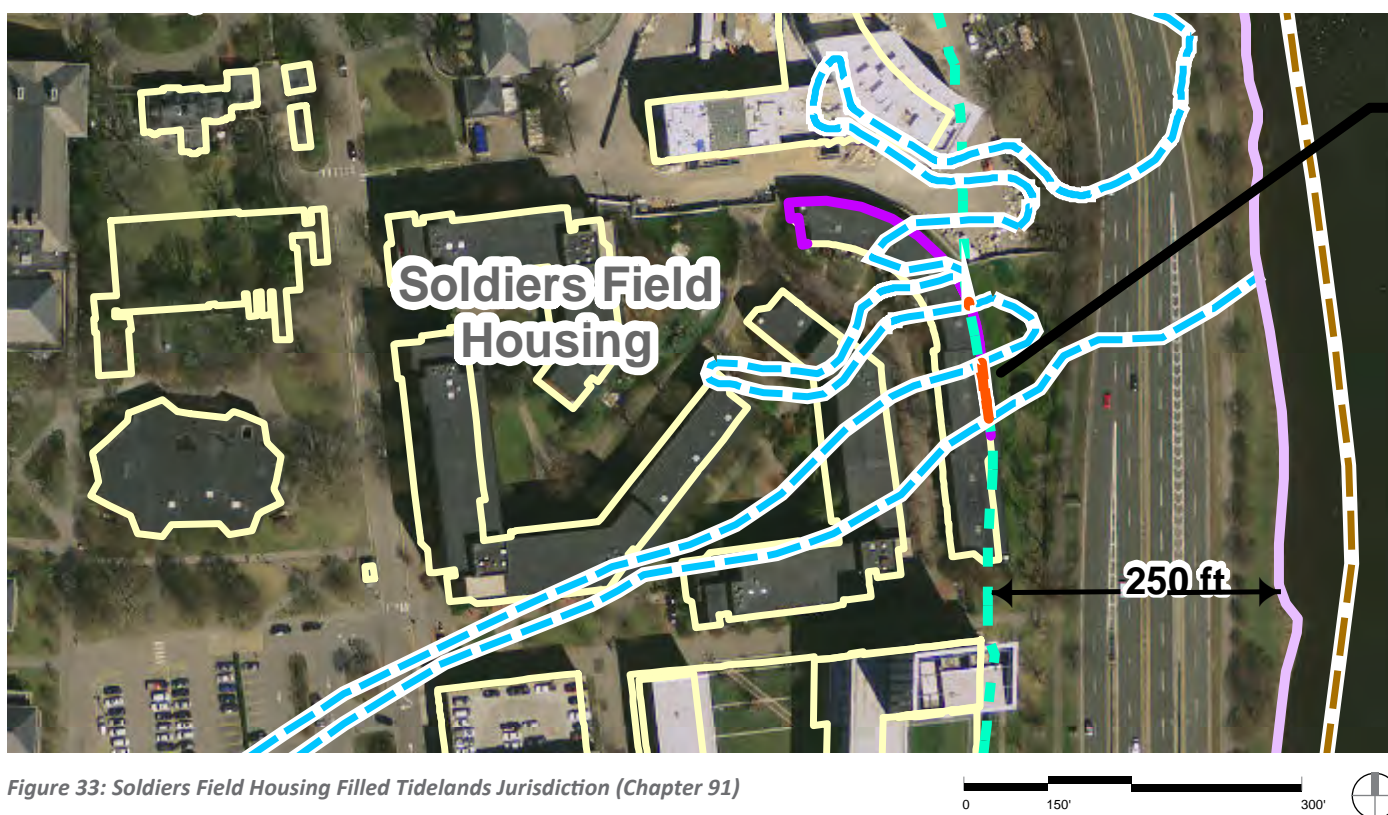 Soldiers Field
Housing
250 ft
Figure 33: Soldiers Field Housing Filled Tidelands Jurisdiction (Chapter 91)
0 150' 300'